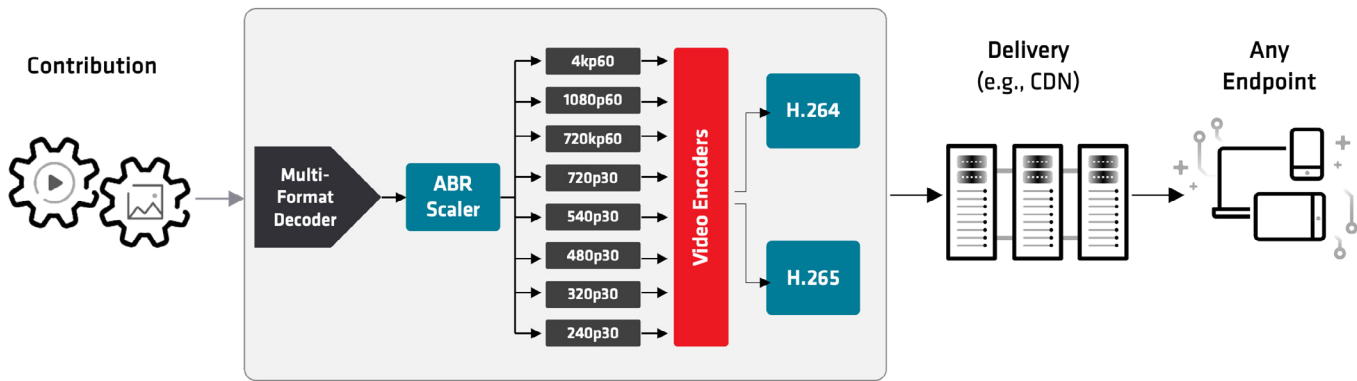 Contribution
Multi-
Format
Decoder
ABR
Scaler
4kp60
1080p60
720kp60
720p30
540p30
480p30
320p30
240p30
Video Encoders
H.264
H.265
Delivery
(e.g., CDN)
Any
Endpoint